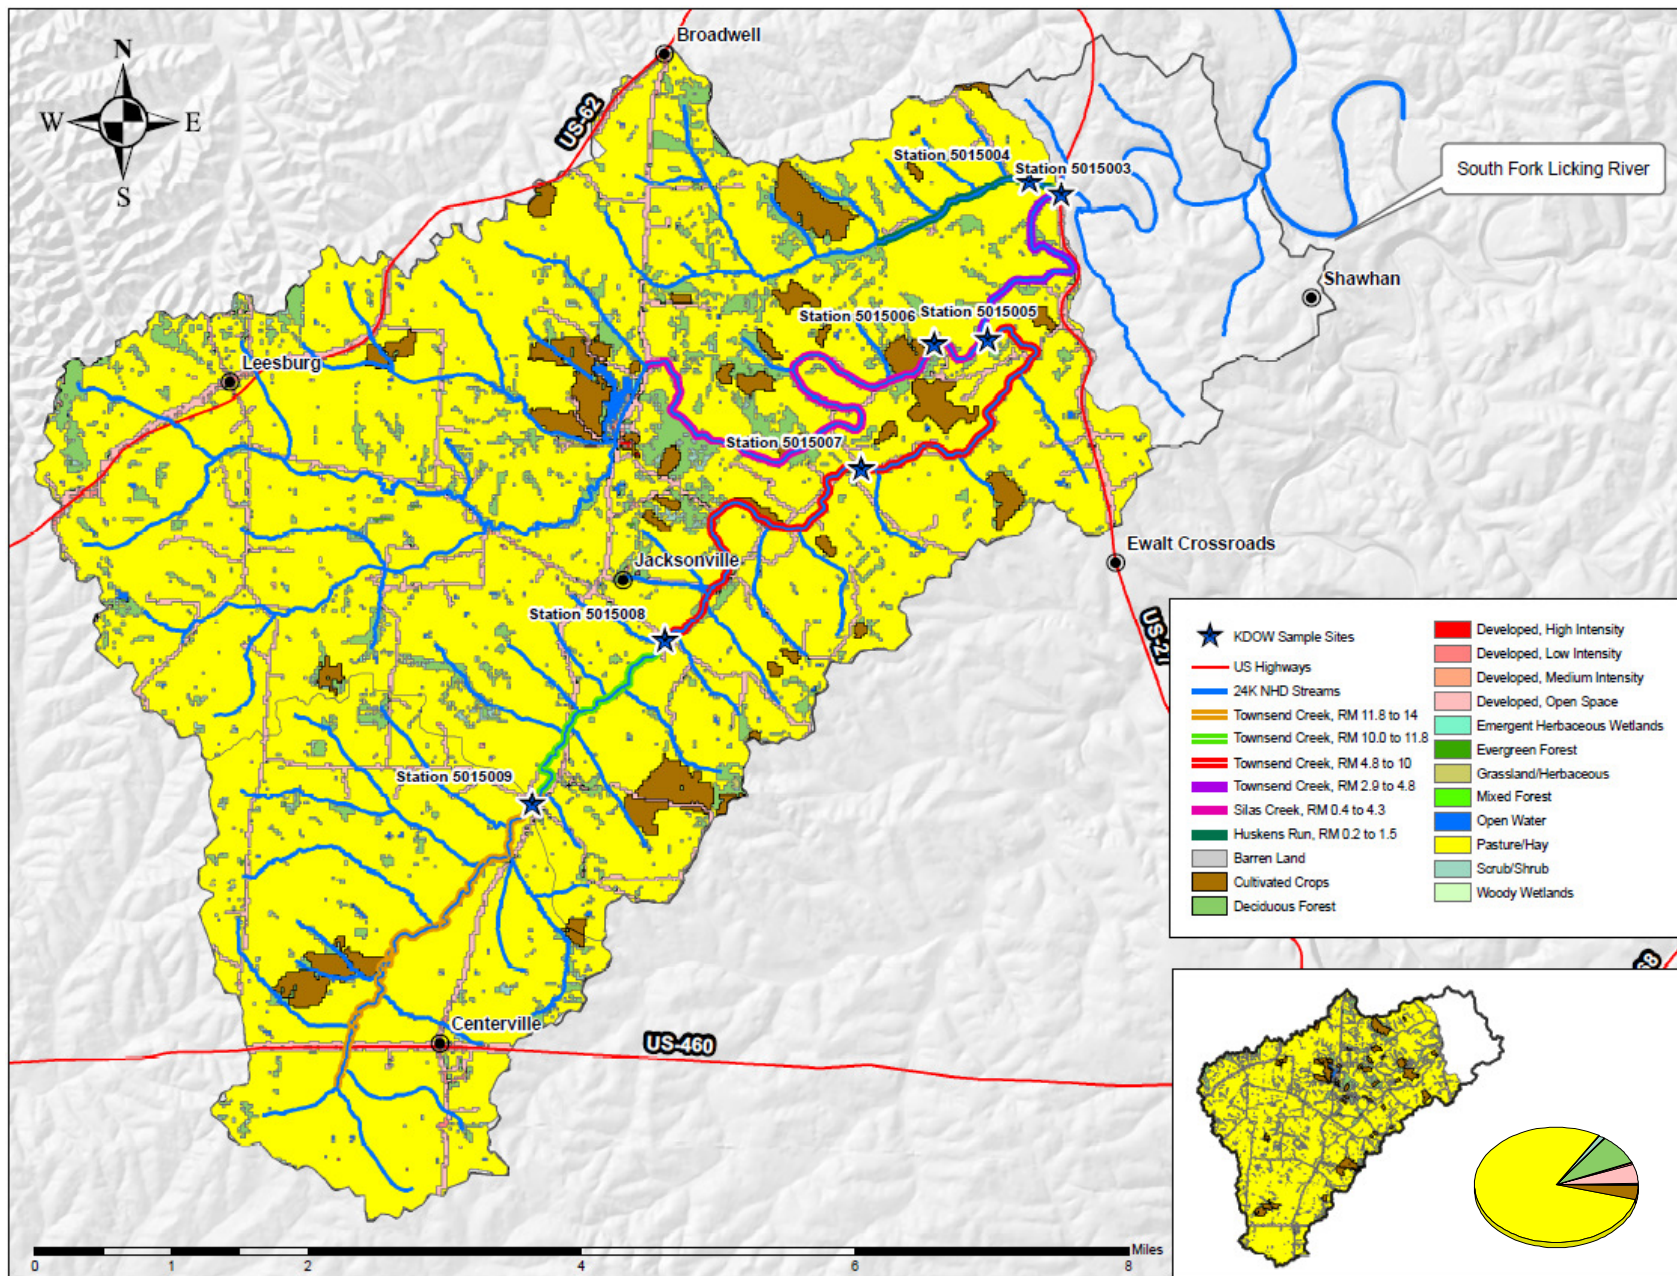 Broadwell
N
W
E
S
US-62
Station 5015004
Station 5015003
South Fork Licking River
Shawhan
Station 5015006
Station 5015005
Leesburg
Station 5015007
Ewalt Crossroads
Jacksonville
Station 5015008
US-27
Station 5015009
Centerville
US-460
68
KDOW Sample Sites
US Highways
24K NHD Streams
Townsend Creek, RM 11.8 to 14
Townsend Creek, RM 10.0 to 11.8
Townsend Creek, RM 4.8 to 10
Townsend Creek, RM 2.9 to 4.8
Silas Creek, RM 0.4 to 4.3
Huskens Run, RM 0.2 to 1.5
Barren Land
Cultivated Crops
Deciduous Forest
Developed, High Intensity
Developed, Low Intensity
Developed, Medium Intensity
Developed, Open Space
Emergent Herbaceous Wetlands
Evergreen Forest
Grassland/Herbaceous
Mixed Forest
Open Water
Pasture/Hay
Scrub/Shrub
Woody Wetlands
Miles
0 1 2 4 6 8